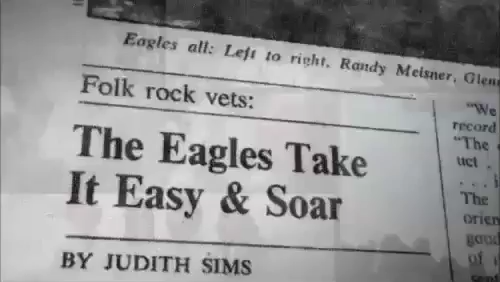 Eagles all: Left to right, Randy Meisner, Glenn
Folk rock vets:
The Eagles Take
It Easy & Soar
BY JUDITH SIMS
"We
record
"The
uct .
The
orien
good
of